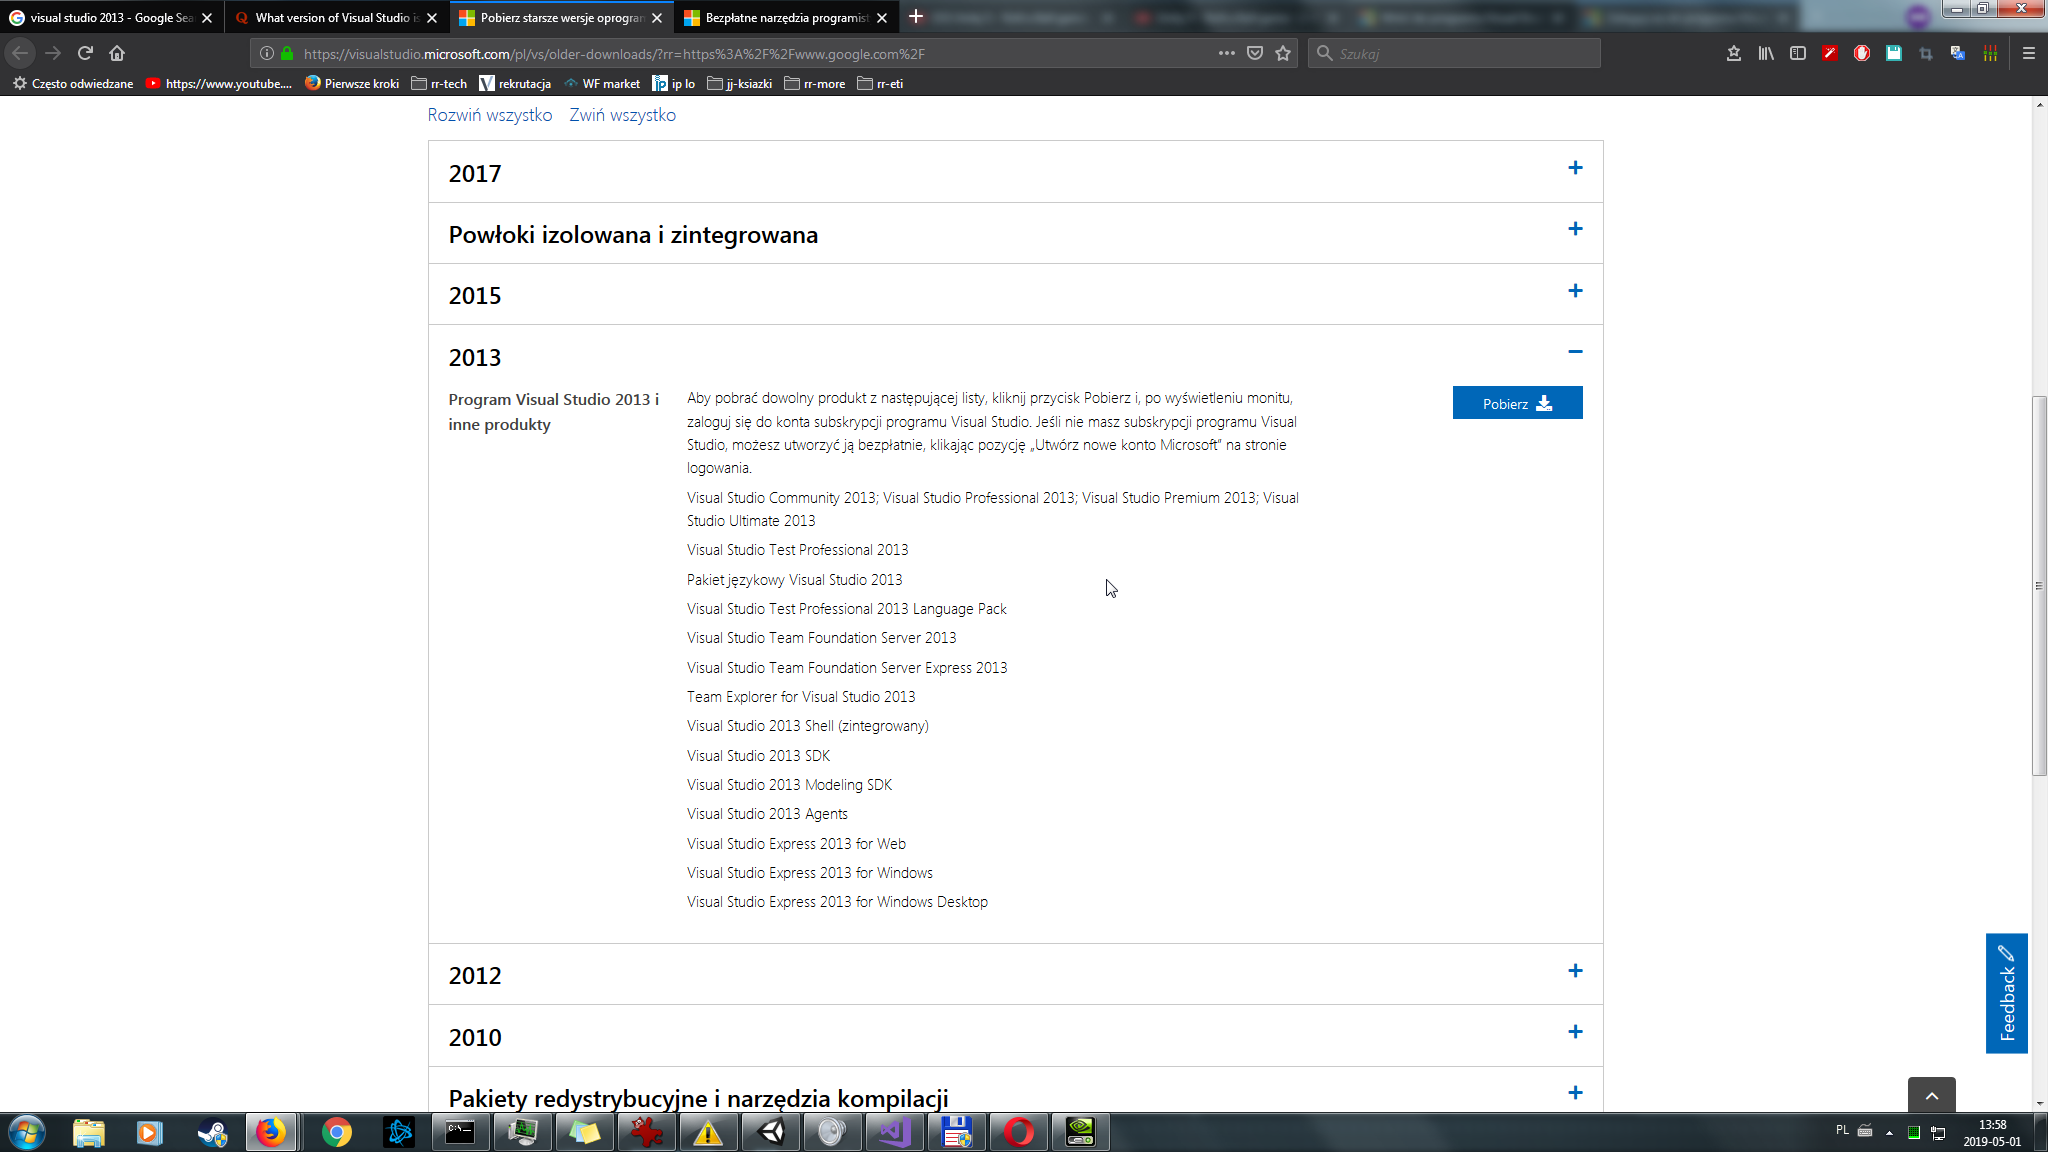 visual studio 2013 - Google Sea
What version of Visual Studio is
Pobierz starsze wersje oprogram
Bezpłatne narzędzia programist
https://visualstudio.microsoft.com/pl/vs/older-downloads/?rr=https%3A%2F%2Fwww.google.com%2F
Szukaj
Często odwiedzane
https://www.youtube....
Pierwsze kroki
rr-tech
rekrutacja
WF market
ip lo
jj-ksiazki
rr-more
rr-eti
Rozwiń wszystko Zwiń wszystko
2017
Powłoki izolowana i zintegrowana
2015
2013
Program Visual Studio 2013 i
inne produkty
Aby pobrać dowolny produkt z następującej listy, kliknij przycisk Pobierz i, po wyświetleniu monitu,
zaloguj się do konta subskrypcji programu Visual Studio. Jeśli nie masz subskrypcji programu Visual
Studio, możesz utworzyć ją bezpłatnie, klikając pozycję „Utwórz nowe konto Microsoft” na stronie
logowania.
Visual Studio Community 2013; Visual Studio Professional 2013; Visual Studio Premium 2013; Visual
Studio Ultimate 2013
Visual Studio Test Professional 2013
Pakiet językowy Visual Studio 2013
Visual Studio Test Professional 2013 Language Pack
Visual Studio Team Foundation Server 2013
Visual Studio Team Foundation Server Express 2013
Team Explorer for Visual Studio 2013
Visual Studio 2013 Shell (zintegrowany)
Visual Studio 2013 SDK
Visual Studio 2013 Modeling SDK
Visual Studio 2013 Agents
Visual Studio Express 2013 for Web
Visual Studio Express 2013 for Windows
Visual Studio Express 2013 for Windows Desktop
Pobierz
2012
2010
Pakiety redystrybucyjne i narzędzia kompilacji
Feedback
PL
13:58
2019-05-01